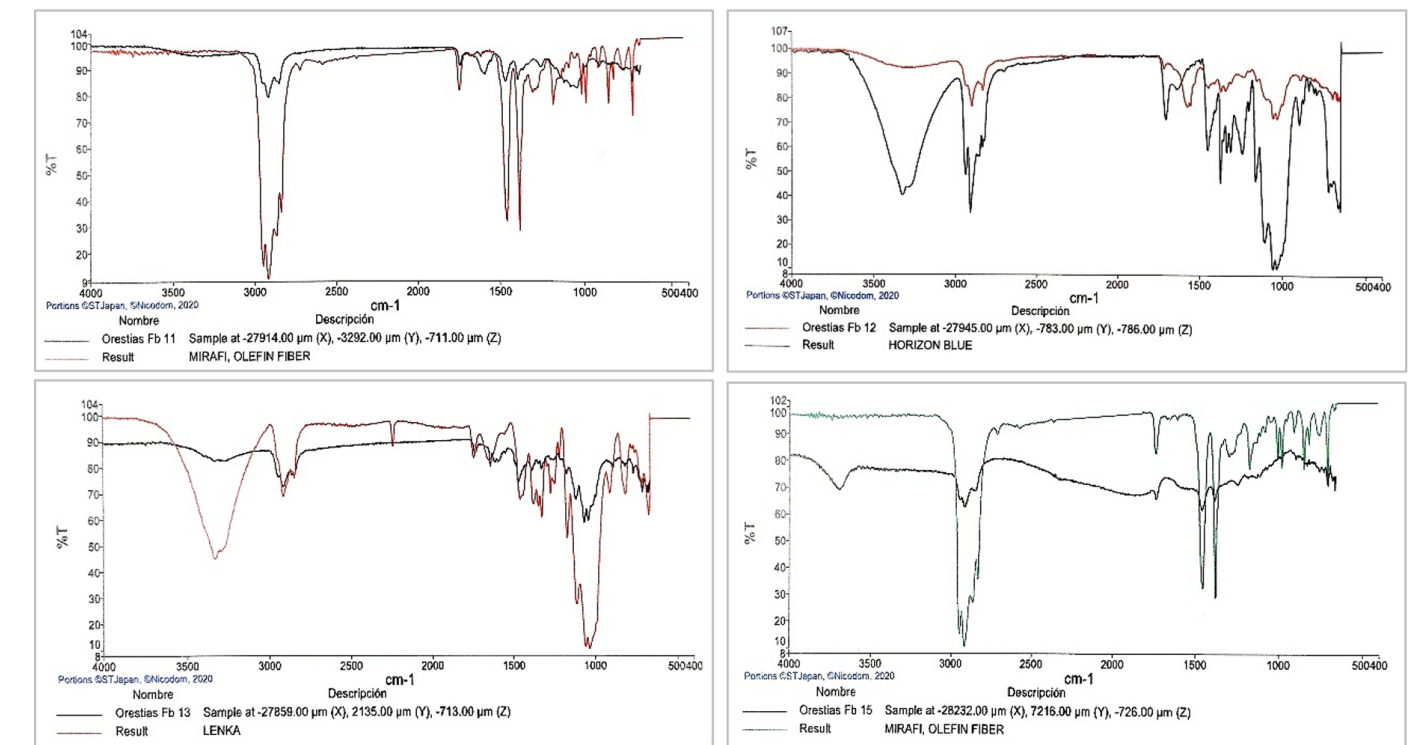 104
100
90
80
70
60
50
40
30
20
9
%T
4000 3500 3000 2500 2000 1500 1000 500400
cm-1
Portions ©STJapan, ©Nicodom, 2020
Nombre Descripción
Orestias Fb 11 Sample at -27914.00 µm (X), -3292.00 µm (Y), -711.00 µm (Z)
Result MIRAFI, OLEFIN FIBER
107
100
90
80
70
60
50
40
30
20
10
8
%T
4000 3500 3000 2500 2000 1500 1000 500400
cm-1
Portions ©STJapan, ©Nicodom, 2020
Nombre Descripción
Orestias Fb 12 Sample at -27945.00 µm (X), -783.00 µm (Y), -786.00 µm (Z)
Result HORIZON BLUE
104
100
90
80
70
60
50
40
30
20
10
8
%T
4000 3500 3000 2500 2000 1500 1000 500400
cm-1
Portions ©STJapan, ©Nicodom, 2020
Nombre Descripción
Orestias Fb 13 Sample at -27859.00 µm (X), 2135.00 µm (Y), -713.00 µm (Z)
Result LENKA
102
100
90
80
70
60
50
40
30
20
10
8
%T
4000 3500 3000 2500 2000 1500 1000 500400
cm-1
Portions ©STJapan, ©Nicodom, 2020
Nombre Descripción
Orestias Fb 15 Sample at -28232.00 µm (X), 7216.00 µm (Y), -726.00 µm (Z)
Result MIRAFI, OLEFIN FIBER